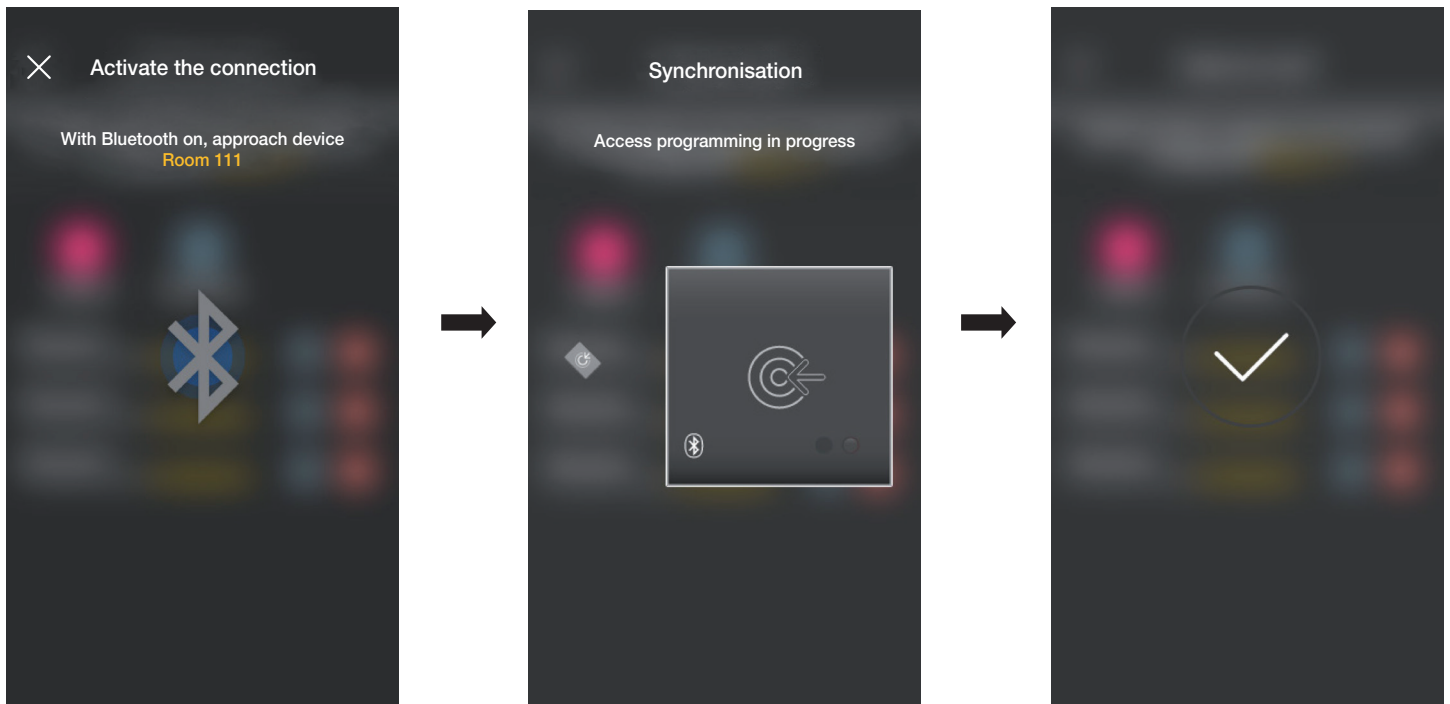 Activate the connection
With Bluetooth on, approach device
Room 111
Synchronisation
Access programming in progress